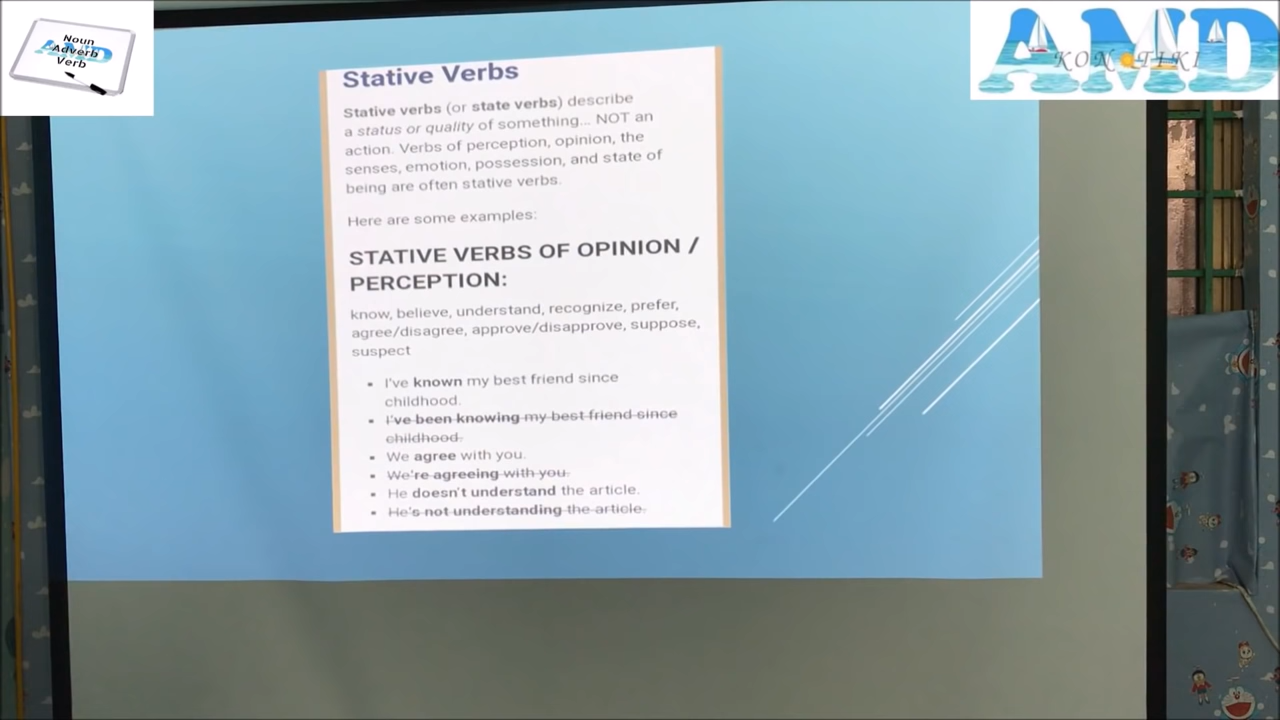 Noun
Adverb
AMD
Verb
AMD
KON TIKI
Stative Verbs
Stative verbs (or state verbs) describe
a status or quality of something... NOT an
action. Verbs of perception, opinion, the
senses, emotion, possession, and state of
being are often stative verbs.
Here are some examples:
STATIVE VERBS OF OPINION /
PERCEPTION:
know, believe, understand, recognize, prefer,
agree/disagree, approve/disapprove, suppose,
suspect
I've known my best friend since
childhood.
I've been knowing my best friend since
childhood.
We agree with you.
We're agreeing with you.
He doesn't understand the article.
He's not understanding the article.